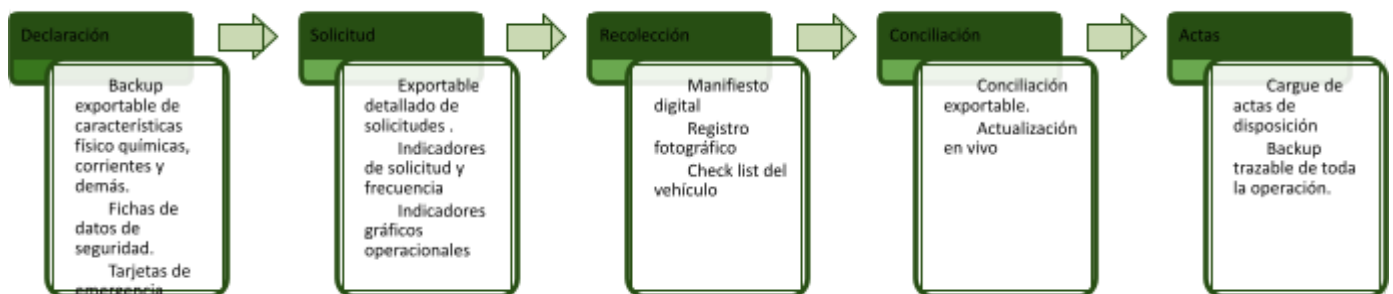 Declaración
Backup
exportable de
características
físico químicas,
corrientes y
demás.
Fichas de
datos de
seguridad.
Tarjetas de
emergencia
Solicitud
Exportable
detallado de
solicitudes .
Indicadores
de solicitud y
frecuencia
Indicadores
gráficos
operacionales
Recolección
Manifiesto
digital
Registro
fotográfico
Check list del
vehículo
Conciliación
Conciliación
exportable.
Actualización
en vivo
Actas
Cargue de
actas de
disposición
Backup
trazable de toda
la operación.